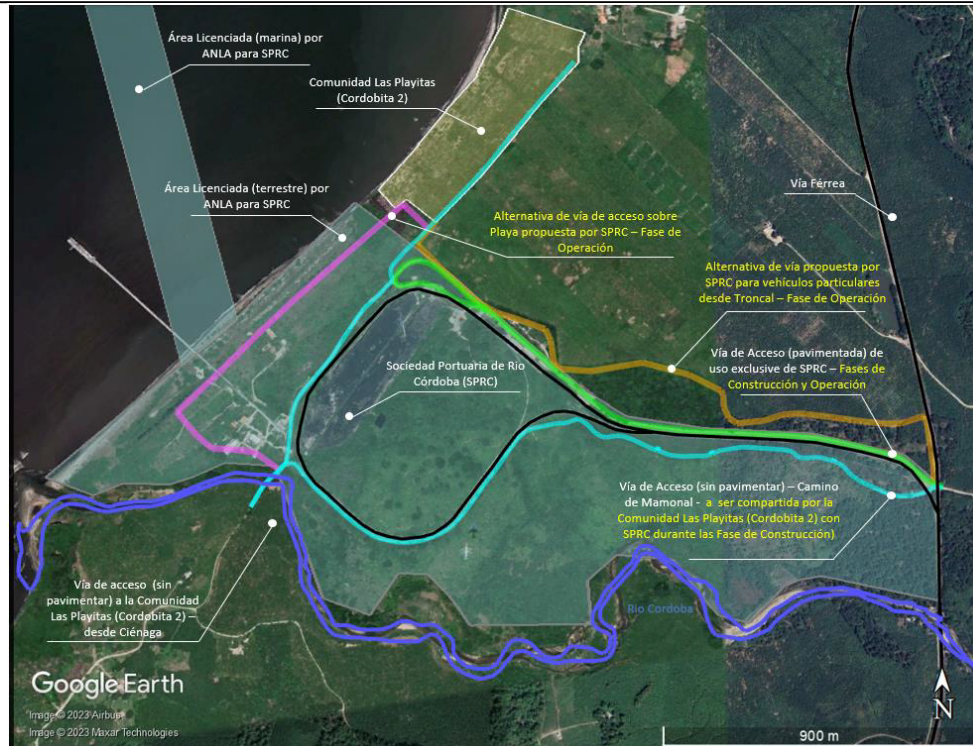 Área Licenciada (marina) por
ANLA para SPRC
Comunidad Las Playitas
(Cordobita 2)
Área Licenciada (terrestre) por
ANLA para SPRC
Vía Férrea
Alternativa de vía de acceso sobre
Playa propuesta por SPRC – Fase de
Operación
Alternativa de vía propuesta por
SPRC para vehículos particulares
desde Troncal – Fase de Operación
Vía de Acceso (pavimentada) de
uso exclusive de SPRC – Fases de
Construcción y Operación
Sociedad Portuaria de Rio
Córdoba (SPRC)
Vía de Acceso (sin pavimentar) – Camino
de Mamonal - a ser compartida por la
Comunidad Las Playitas (Cordobita 2) con
SPRC durante las Fase de Construcción)
Vía de acceso (sin
pavimentar) a la Comunidad
Las Playitas (Cordobita 2) –
desde Ciénaga
Rio Cordoba
Google Earth
Image © 2023 Airbus
Image © 2023 Maxar Technologies
N
900 m